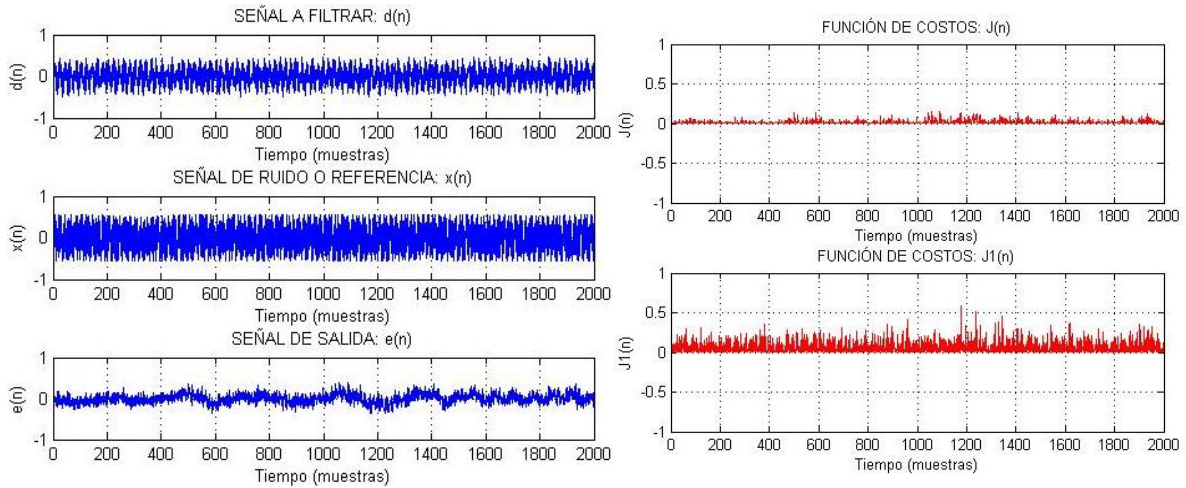 SEÑAL A FILTRAR: d(n)
1
0
-1
d(n)
0 200 400 600 800 1000 1200 1400 1600 1800 2000
Tiempo (muestras)
SEÑAL DE RUIDO O REFERENCIA: x(n)
1
0
-1
x(n)
0 200 400 600 800 1000 1200 1400 1600 1800 2000
Tiempo (muestras)
SEÑAL DE SALIDA: e(n)
1
0
-1
e(n)
0 200 400 600 800 1000 1200 1400 1600 1800 2000
Tiempo (muestras)
FUNCIÓN DE COSTOS: J(n)
1
0.5
0
-0.5
-1
J(n)
0 200 400 600 800 1000 1200 1400 1600 1800 2000
Tiempo (muestras)
FUNCIÓN DE COSTOS: J1(n)
1
0.5
0
-0.5
-1
J1(n)
0 200 400 600 800 1000 1200 1400 1600 1800 2000
Tiempo (muestras)